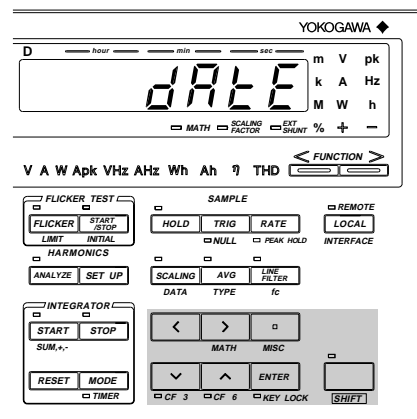 YOKOGAWA ◆
D hour min sec
m V pk
dAtE
k A Hz
M W h
MATH SCALING FACTOR EXT SHUNT % + −
< FUNCTION >
V A W Apk VHz AHz Wh Ah η THD
FLICKER TEST SAMPLE
REMOTE
FLICKER START /STOP HOLD TRIG RATE LOCAL
LIMIT INITIAL NULL PEAK HOLD INTERFACE
HARMONICS
ANALYZE SET UP SCALING AVG LINE FILTER
DATA TYPE fc
INTEGRATOR
START STOP < >
SUM,+,- MATH MISC
RESET MODE ENTER
TIMER CF 3 CF 6 KEY LOCK SHIFT